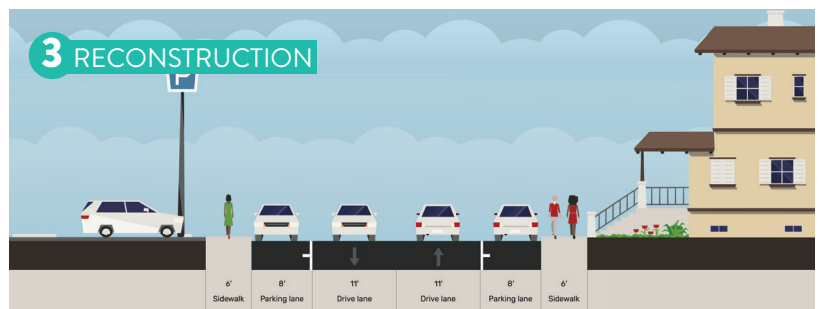 3 RECONSTRUCTION
P
6' 8' 11' 11' 8' 6'
Sidewalk Parking lane Drive lane Drive lane Parking lane Sidewalk